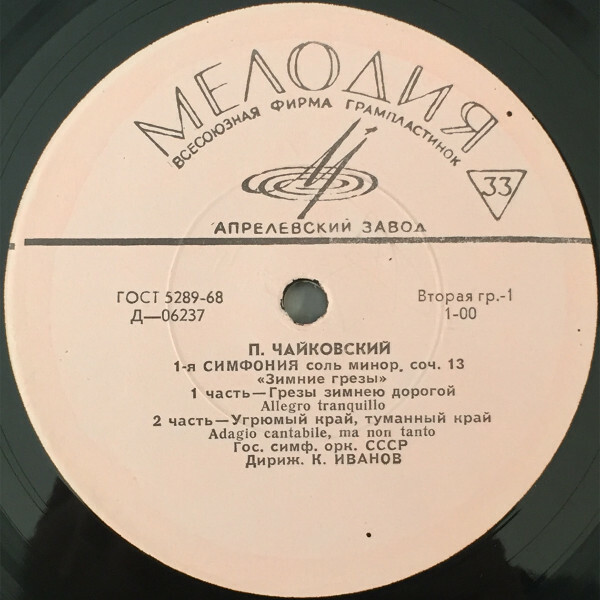 МЕЛОДИЯ
ВСЕСОЮЗНАЯ ФИРМА ГРАМПЛАСТИНОК
33
АПРЕЛЕВСКИЙ ЗАВОД
ГОСТ 5289-68
Д—06237
Вторая гр.-1
1-00
П. ЧАЙКОВСКИЙ
1-я СИМФОНИЯ соль минор, соч. 13
«Зимние грезы»
1 часть—Грезы зимнею дорогой
Allegro tranquillo
2 часть—Угрюмый край, туманный край
Adagio cantabile, ma non tanto
Гос. симф. орк. СССР
Дириж. К. ИВАНОВ